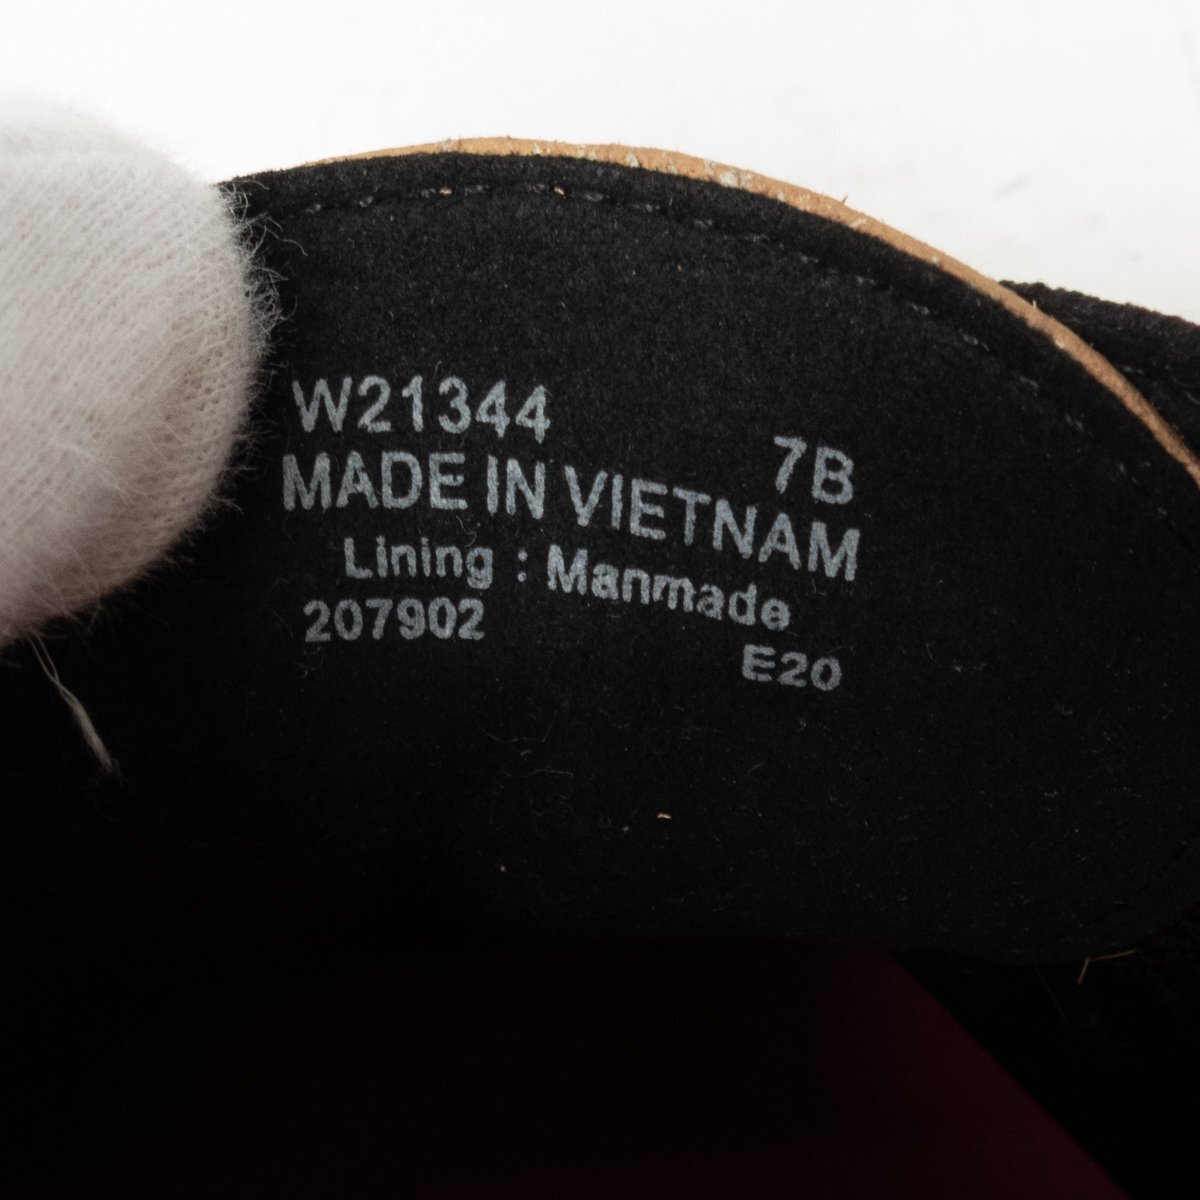 W21344 7B
MADE IN VIETNAM
Lining : Manmade
207902 E20